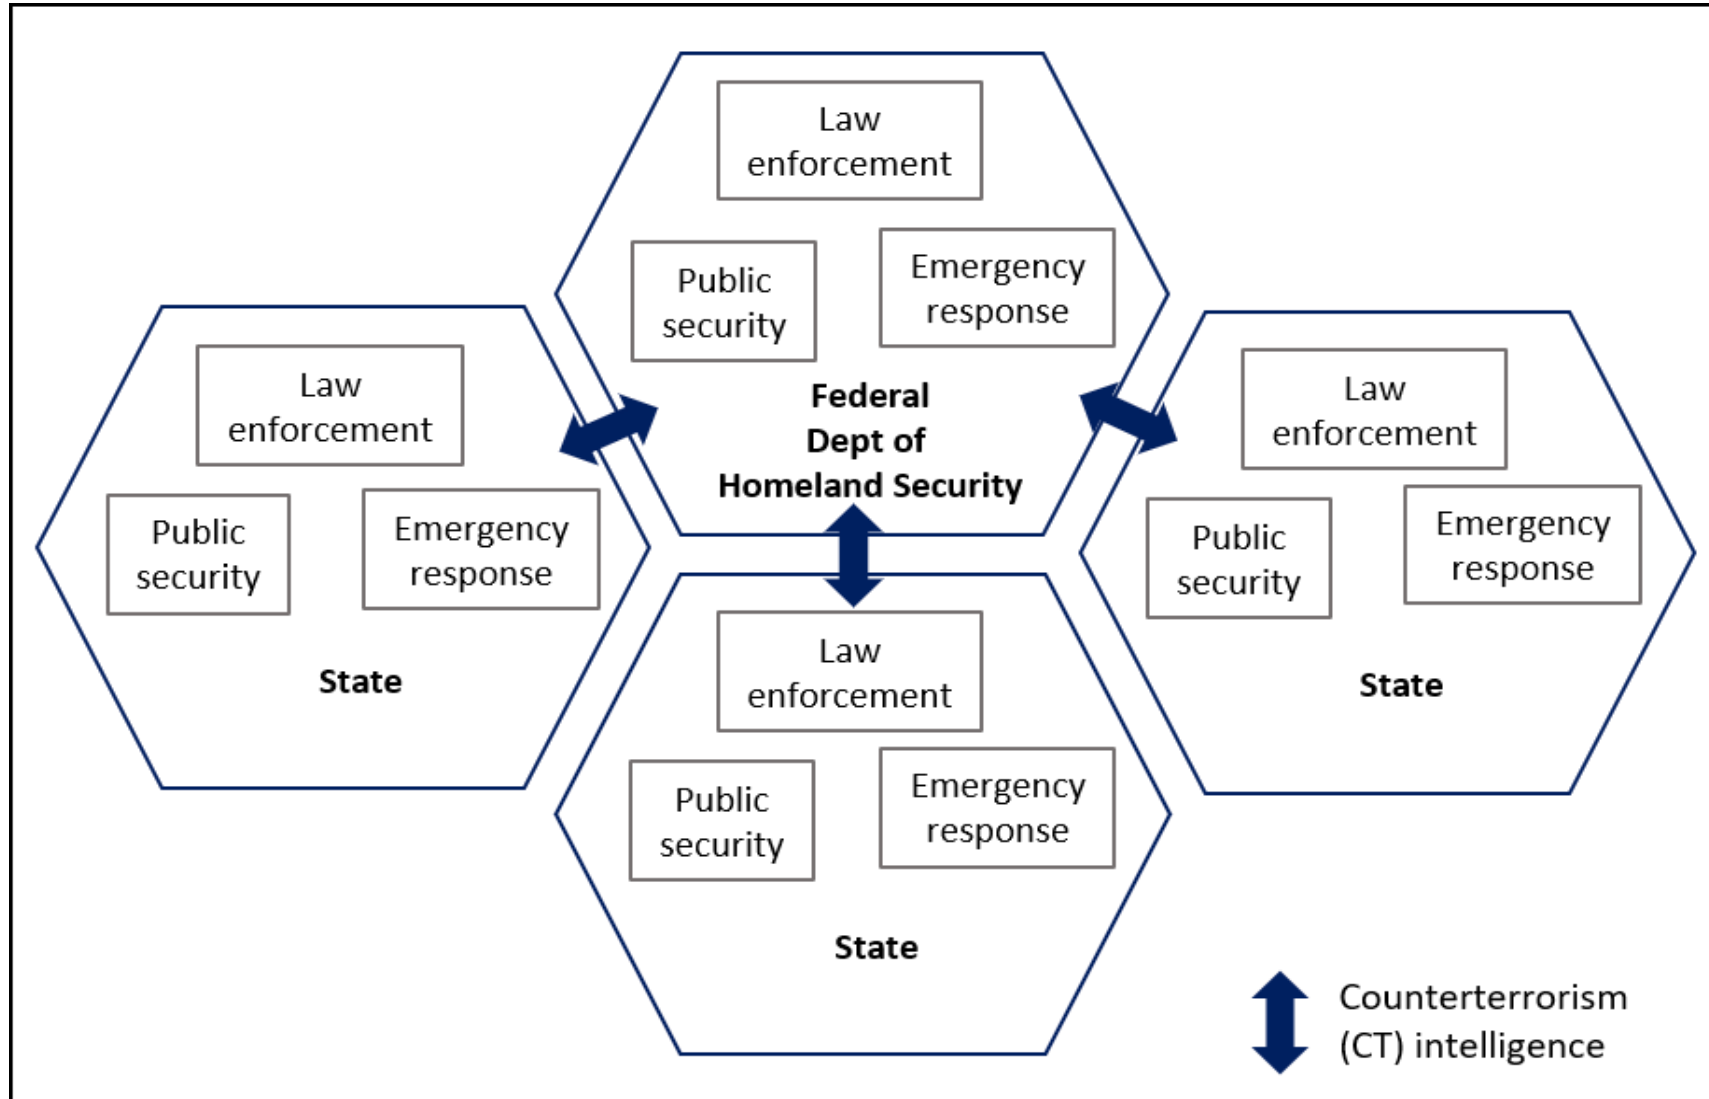 Law
enforcement
Public
security
Emergency
response
Federal
Dept of
Homeland Security
Law
enforcement
Public
security
Emergency
response
State
Law
enforcement
Public
security
Emergency
response
State
Law
enforcement
Public
security
Emergency
response
State
Counterterrorism
(CT) intelligence